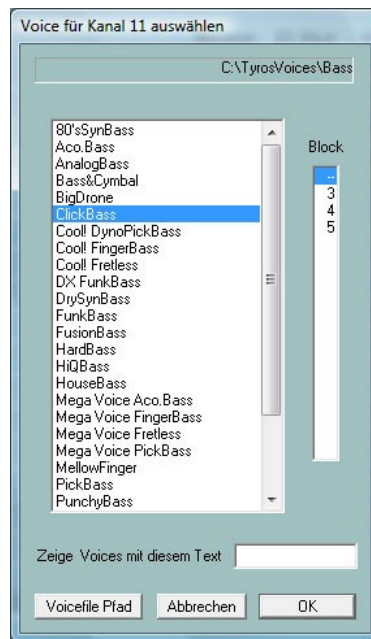 Voice für Kanal 11 auswählen
C:\TyrosVoices\Bass
80'sSynBass
Aco.Bass
AnalogBass
Bass&Cymbal
BigDrone
ClickBass
Cool! DynoPickBass
Cool! FingerBass
Cool! Fretless
DX FunkBass
DrySynBass
FunkBass
FusionBass
HardBass
HiQBass
HouseBass
Mega Voice Aco.Bass
Mega Voice FingerBass
Mega Voice Fretless
Mega Voice PickBass
MellowFinger
PickBass
PunchyBass
Block
--
3
4
5
Zeige Voices mit diesem Text
Voicefile Pfad
Abbrechen
OK